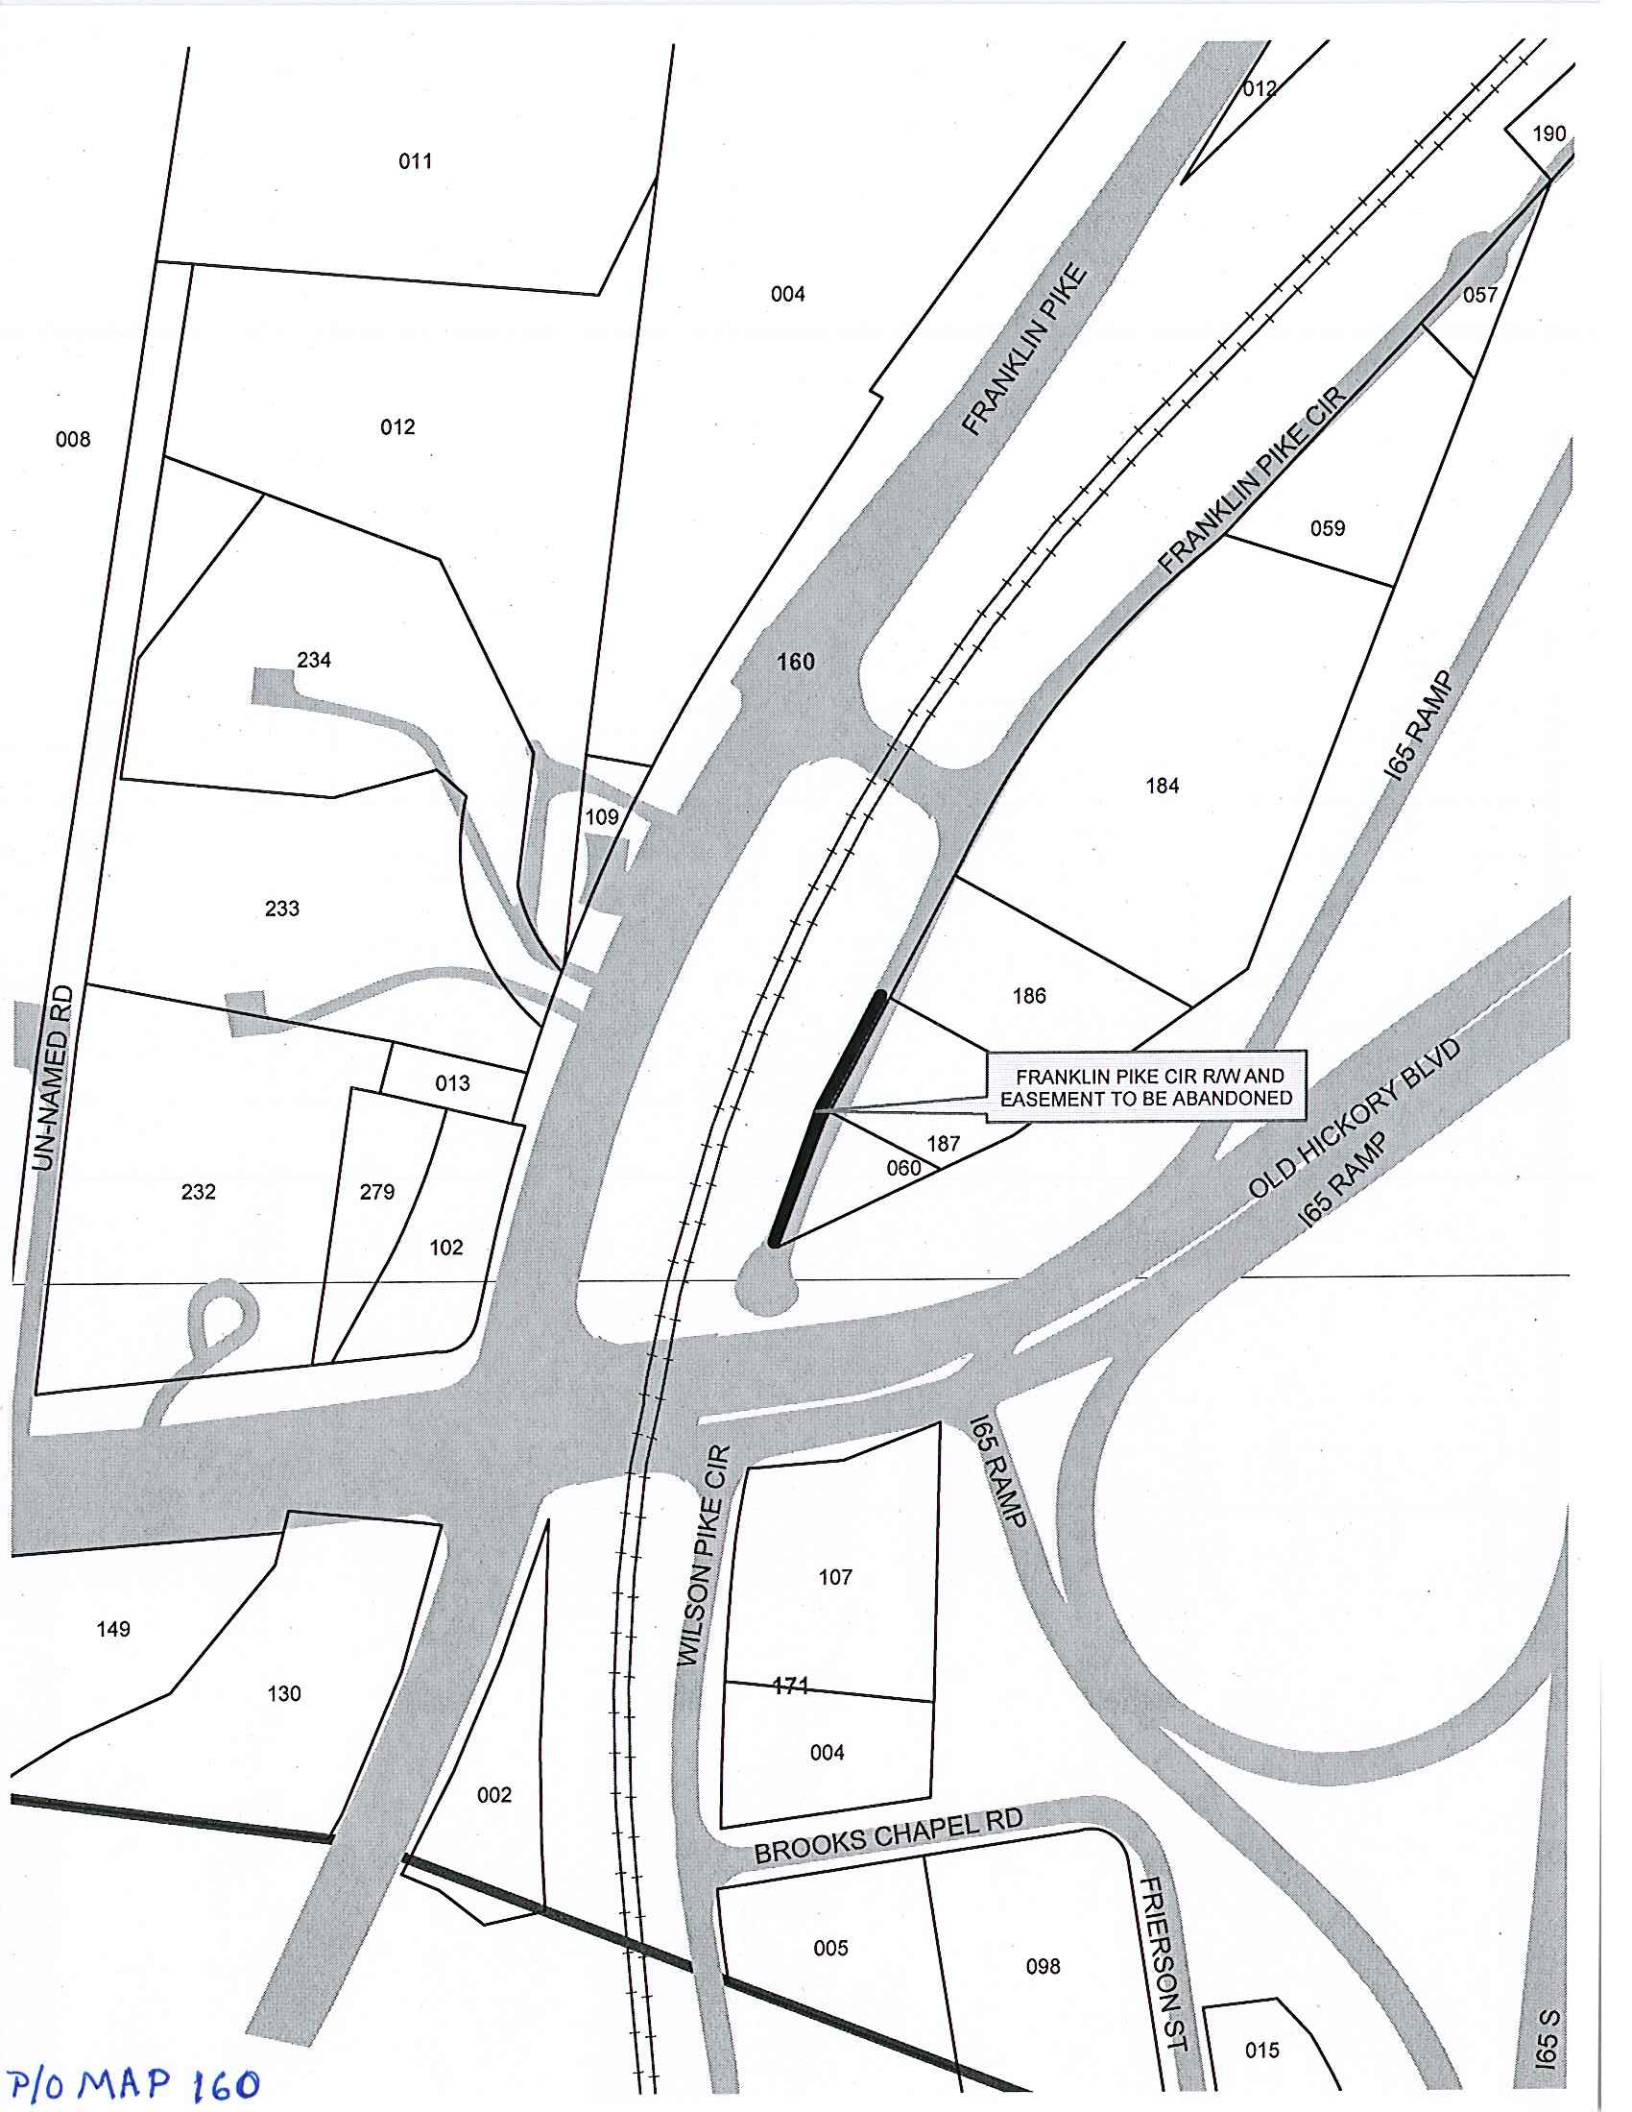 012
190
011
004
057
FRANKLIN PIKE
008
012
FRANKLIN PIKE CIR
059
234
160
I65 RAMP
184
109
233
186
UN-NAMED RD
013
FRANKLIN PIKE CIR R/W AND
EASEMENT TO BE ABANDONED
OLD HICKORY BLVD
I65 RAMP
187
060
232
279
102
I65 RAMP
WILSON PIKE CIR
107
149
130
171
004
002
BROOKS CHAPEL RD
FRIERSON ST
005
098
015
I65 S
P/O MAP 160